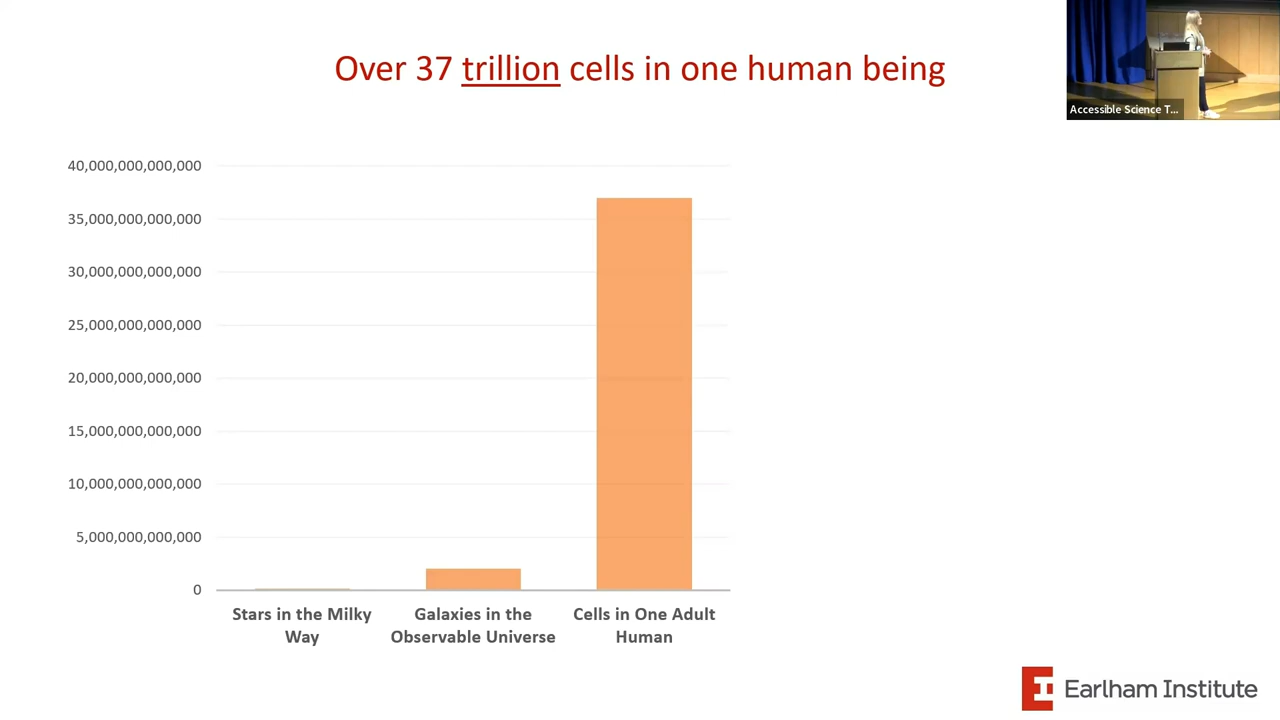 Over 37 trillion cells in one human being
Accessible Science T...
40,000,000,000,000
35,000,000,000,000
30,000,000,000,000
25,000,000,000,000
20,000,000,000,000
15,000,000,000,000
10,000,000,000,000
5,000,000,000,000
0
Stars in the Milky
Way
Galaxies in the
Observable Universe
Cells in One Adult
Human
Earlham Institute